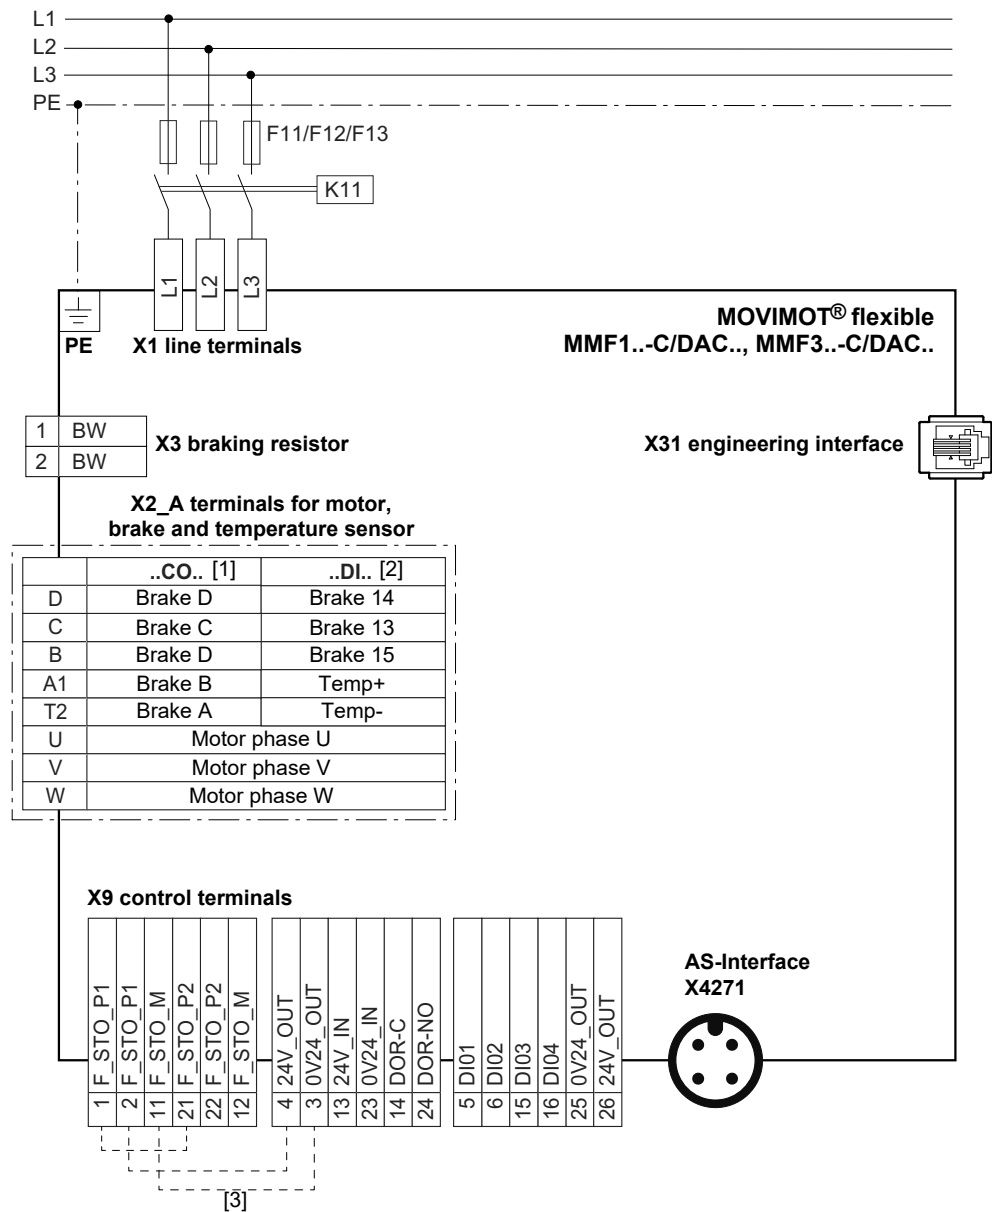 L1
L2
L3
PE
F11/F12/F13
K11
L1
L2
L3
PE
X1 line terminals
MOVIMOT® flexible
MMF1..-C/DAC.., MMF3..-C/DAC..
1 BW
2 BW
X3 braking resistor
X31 engineering interface
X2_A terminals for motor,
brake and temperature sensor
..CO.. [1] ..DI.. [2]
D Brake D Brake 14
C Brake C Brake 13
B Brake D Brake 15
A1 Brake B Temp+
T2 Brake A Temp-
U Motor phase U
V Motor phase V
W Motor phase W
X9 control terminals
1 F_STO_P1
2 F_STO_P1
11 F_STO_M
21 F_STO_P2
22 F_STO_P2
12 F_STO_M
4 24V_OUT
3 0V24_OUT
13 24V_IN
23 0V24_IN
14 DOR-C
24 DOR-NO
5 DI01
6 DI02
15 DI03
16 DI04
25 0V24_OUT
26 24V_OUT
AS-Interface
X4271
[3]